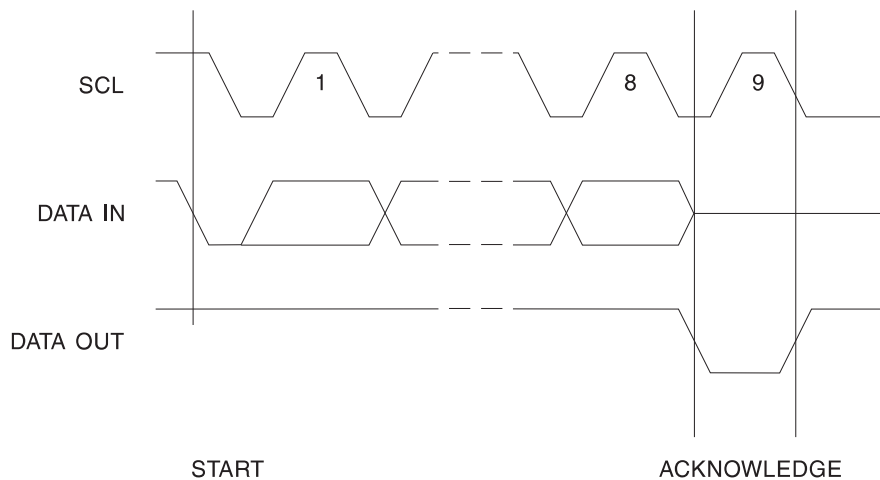 SCL
1
8
9
DATA IN
DATA OUT
START
ACKNOWLEDGE